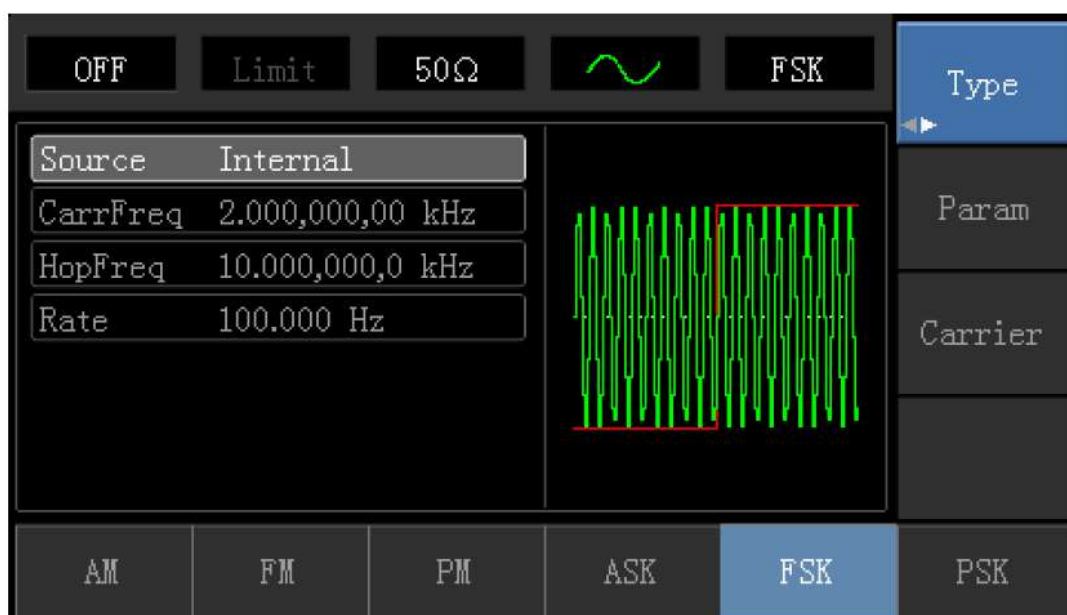 OFF Limit 50Ω FSK
Type
Source Internal
CarrFreq 2.000,000,00 kHz
HopFreq 10.000,000,0 kHz
Rate 100.000 Hz
Param
Carrier
AM FM PM ASK FSK PSK